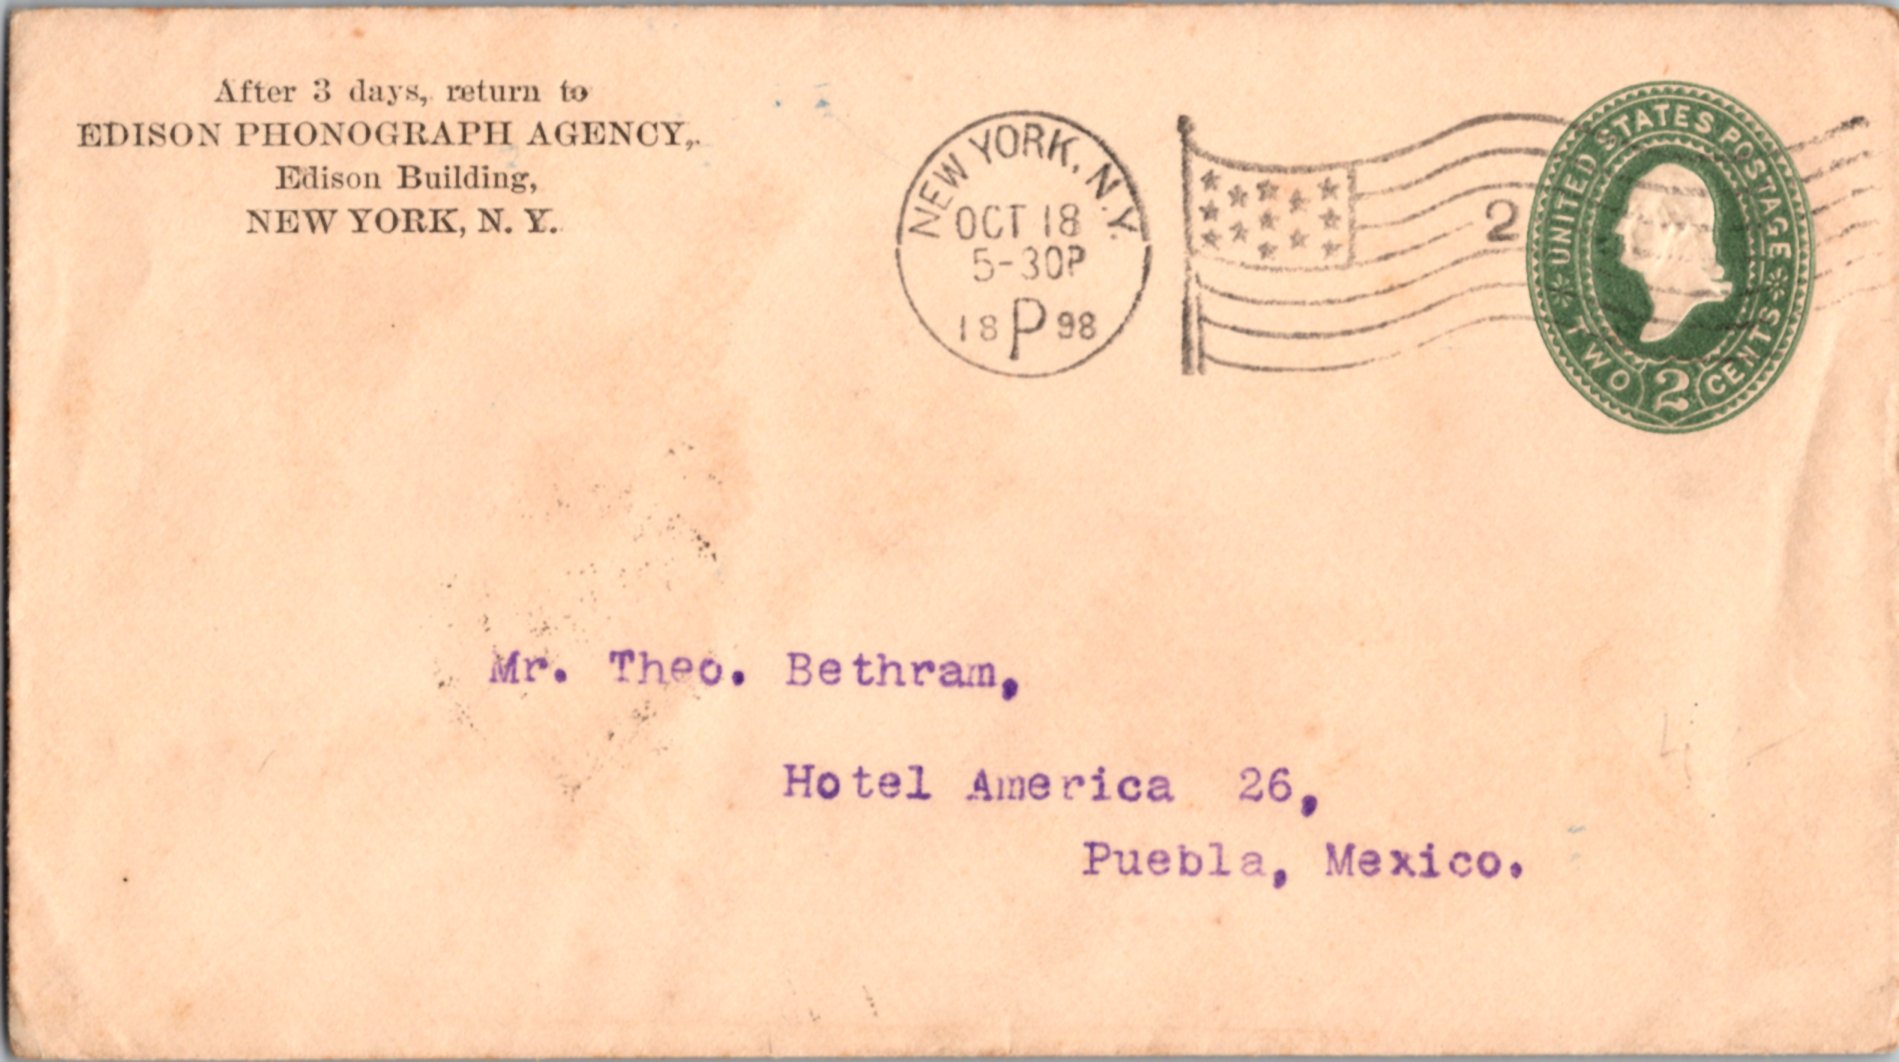 After 3 days, return to
EDISON PHONOGRAPH AGENCY,
Edison Building,
NEW YORK, N. Y.
NEW YORK, N.Y.
OCT 18
5-30P
18 P 98
2
UNITED STATES POSTAGE
TWO 2 CENTS
Mr. Theo. Bethram,
Hotel America 26,
Puebla, Mexico.
4